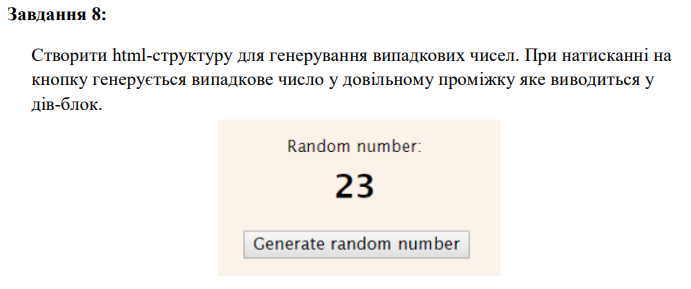 Завдання 8:
Створити html-структуру для генерування випадкових чисел. При натисканні на
кнопку генерується випадкове число у довільному проміжку яке виводиться у
дів-блок.
Random number:
23
Generate random number